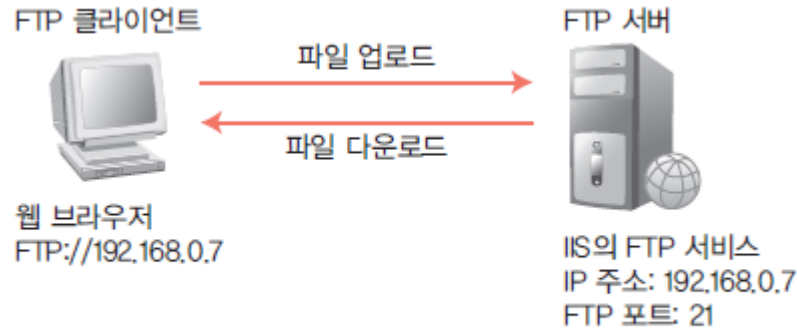 FTP 클라이언트
FTP 서버
파일 업로드
파일 다운로드
웹 브라우저
FTP://192.168.0.7
IIS의 FTP 서비스
IP 주소: 192.168.0.7
FTP 포트: 21